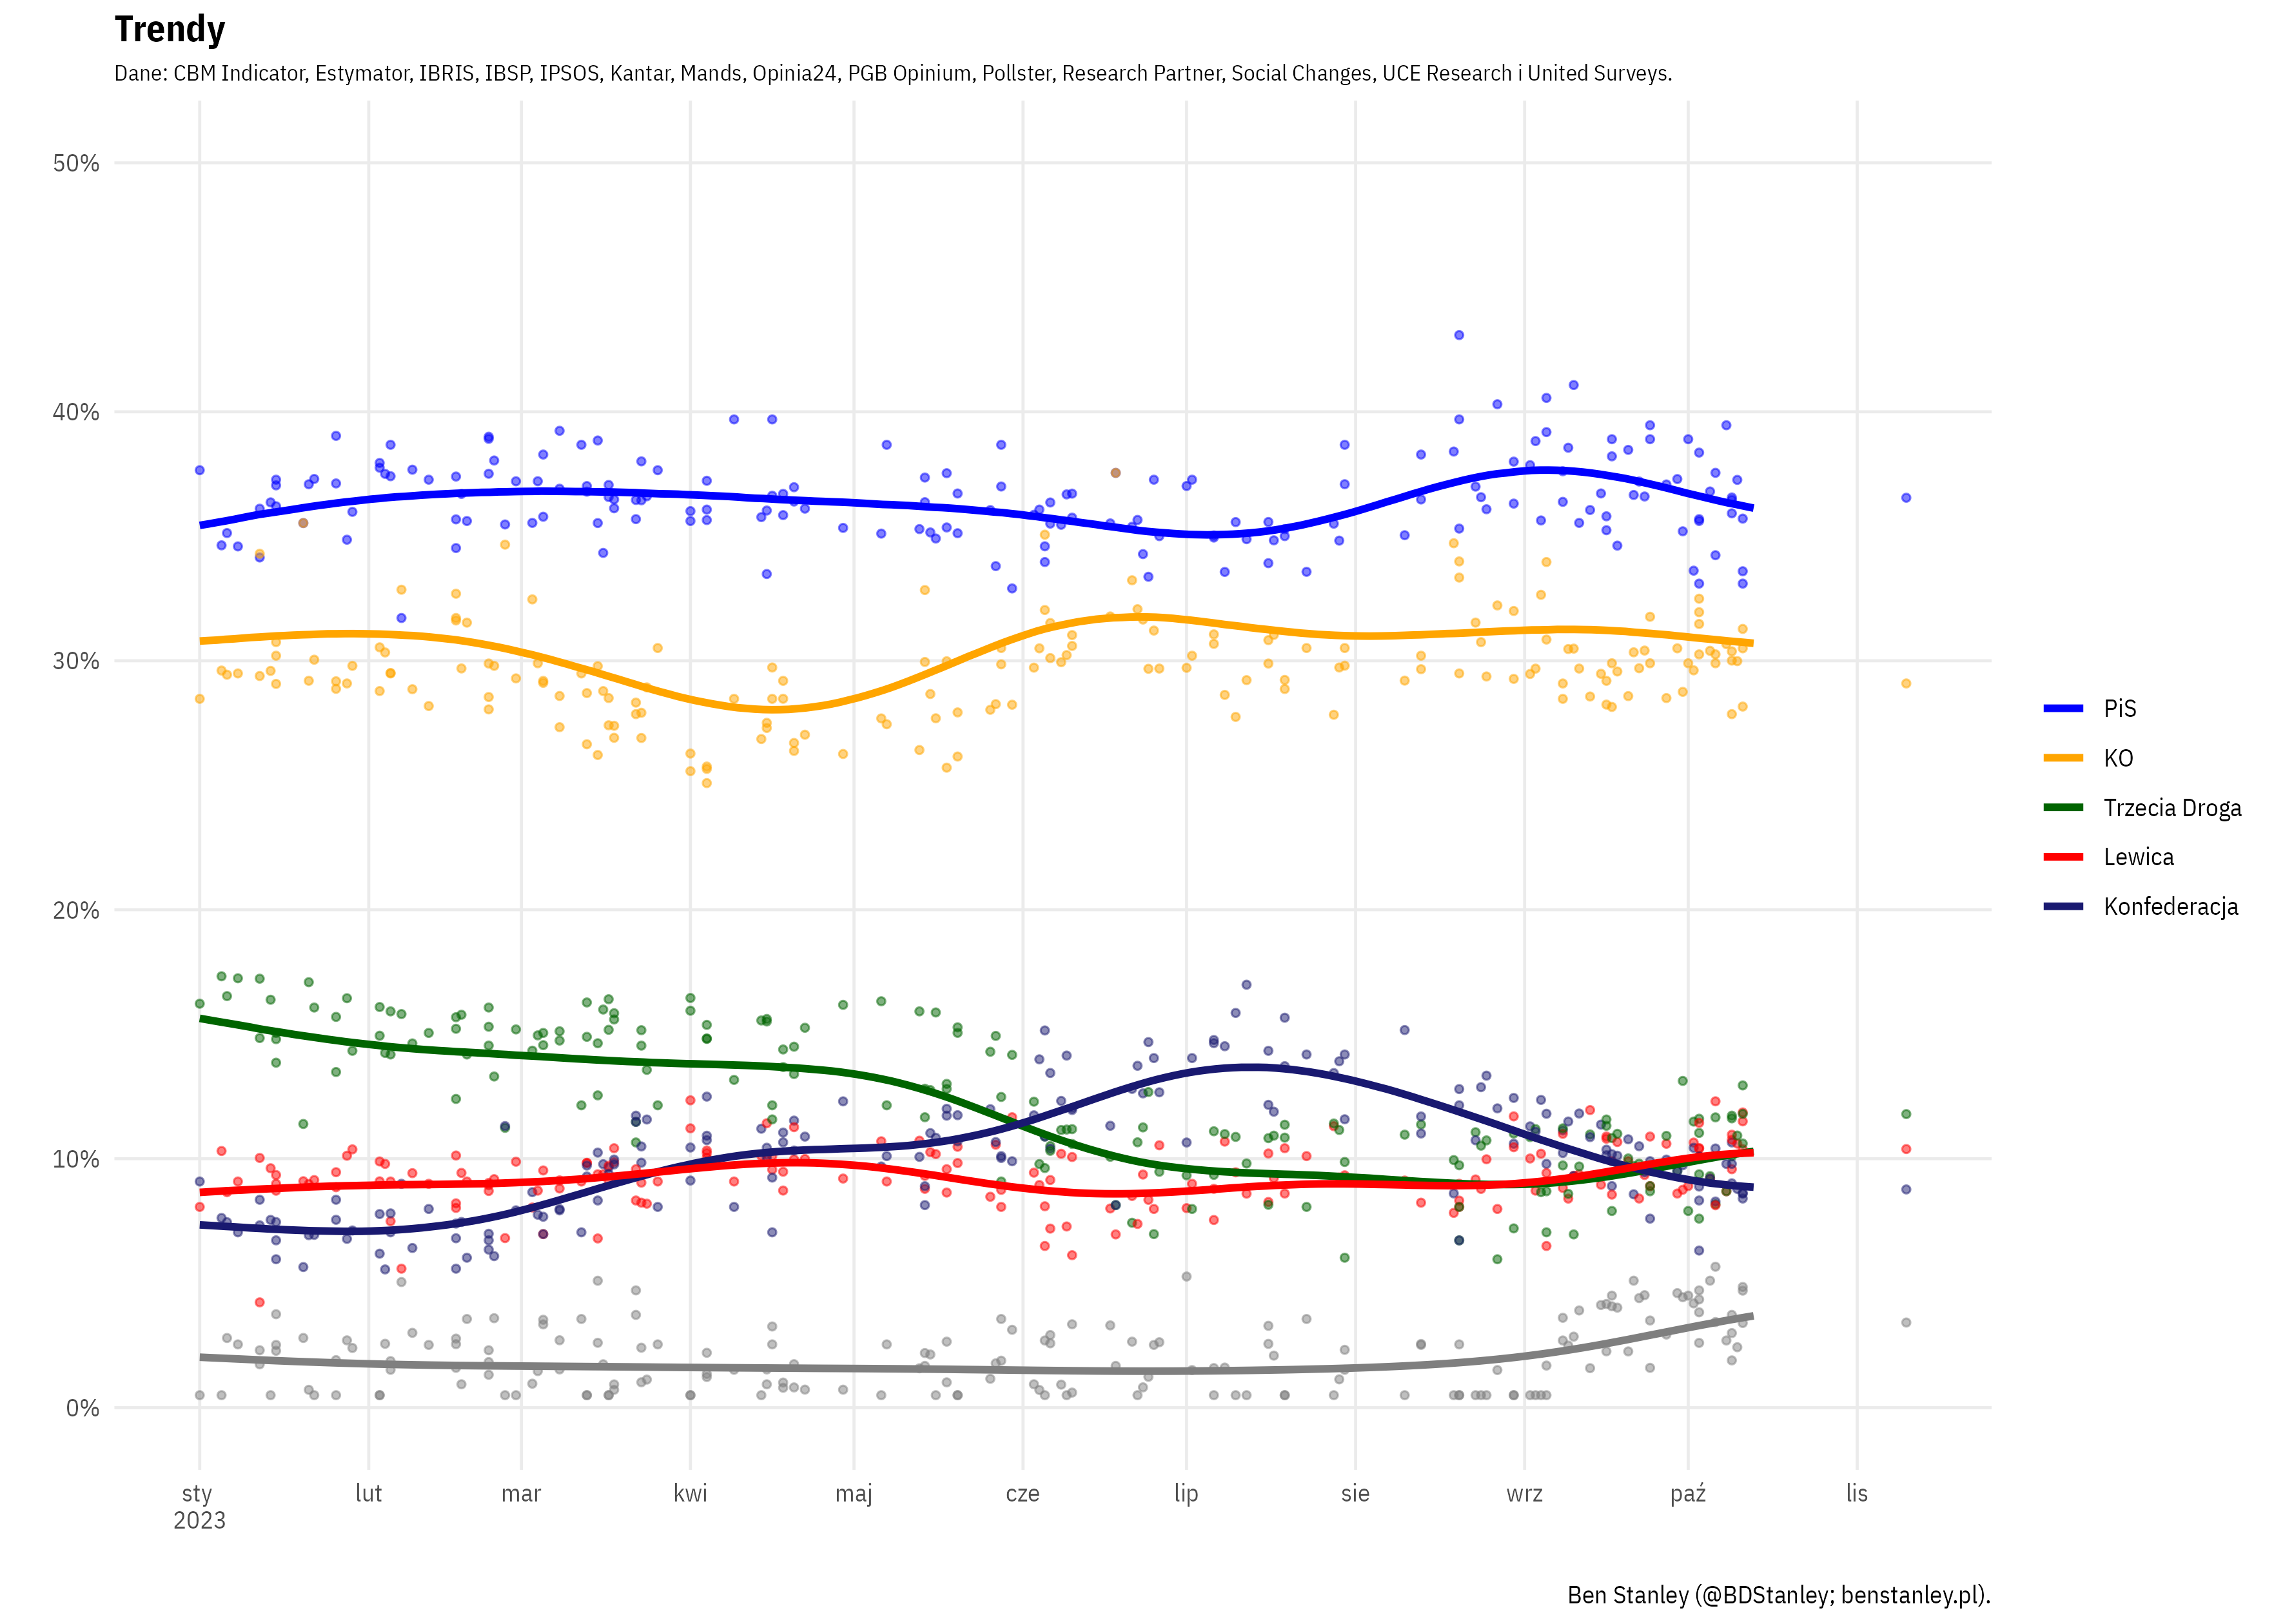 Trendy
Dane: CBM Indicator, Estymator, IBRIS, IBSP, IPSOS, Kantar, Mands, Opinia24, PGB Opinium, Pollster, Research Partner, Social Changes, UCE Research i United Surveys.
50%
40%
30%
20%
10%
0%
PiS
KO
Trzecia Droga
Lewica
Konfederacja
sty lut mar kwi maj cze lip sie wrz paź lis
2023
Ben Stanley (@BDStanley; benstanley.pl).